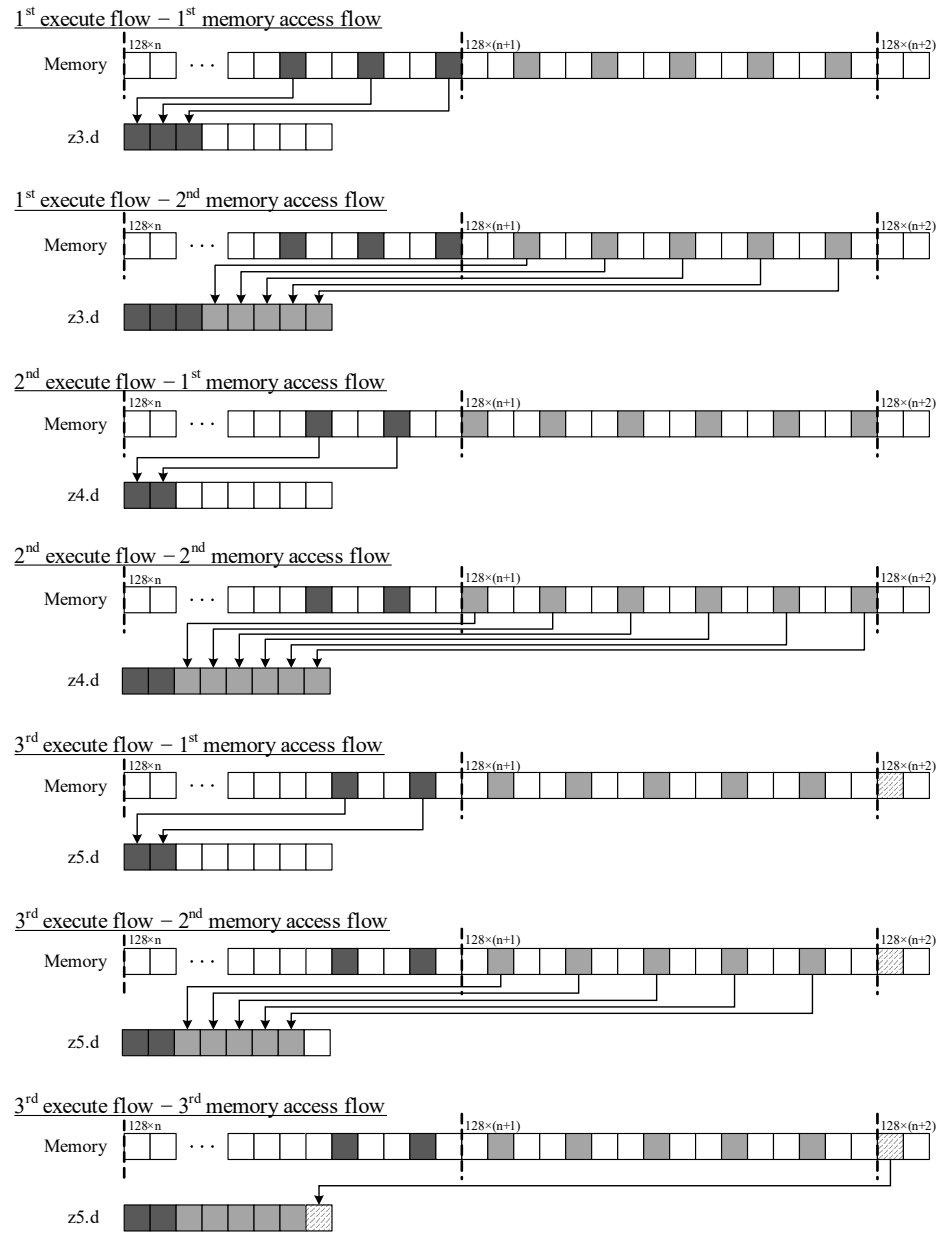 1st execute flow − 1st memory access flow
128×n 128×(n+1) 128×(n+2)
Memory · · ·
z3.d
1st execute flow − 2nd memory access flow
128×n 128×(n+1) 128×(n+2)
Memory · · ·
z3.d
2nd execute flow − 1st memory access flow
128×n 128×(n+1) 128×(n+2)
Memory · · ·
z4.d
2nd execute flow − 2nd memory access flow
128×n 128×(n+1) 128×(n+2)
Memory · · ·
z4.d
3rd execute flow − 1st memory access flow
128×n 128×(n+1) 128×(n+2)
Memory · · ·
z5.d
3rd execute flow − 2nd memory access flow
128×n 128×(n+1) 128×(n+2)
Memory · · ·
z5.d
3rd execute flow − 3rd memory access flow
128×n 128×(n+1) 128×(n+2)
Memory · · ·
z5.d